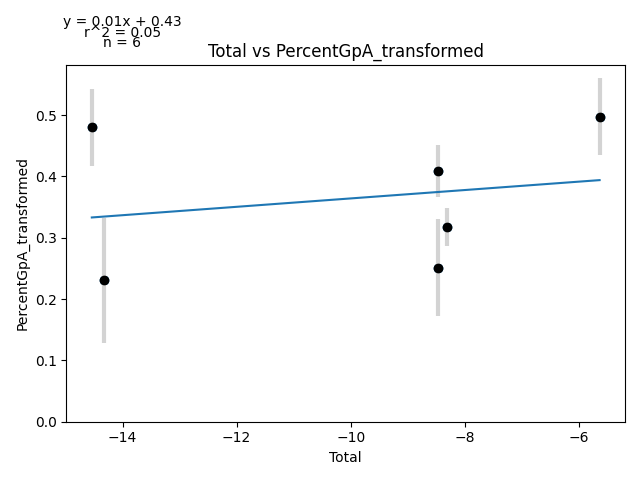 y = 0.01x + 0.43
r^2 = 0.05
n = 6
Total vs PercentGpA_transformed
PercentGpA_transformed
0.5
0.4
0.3
0.2
0.1
0.0
−14
−12
−10
−8
−6
Total